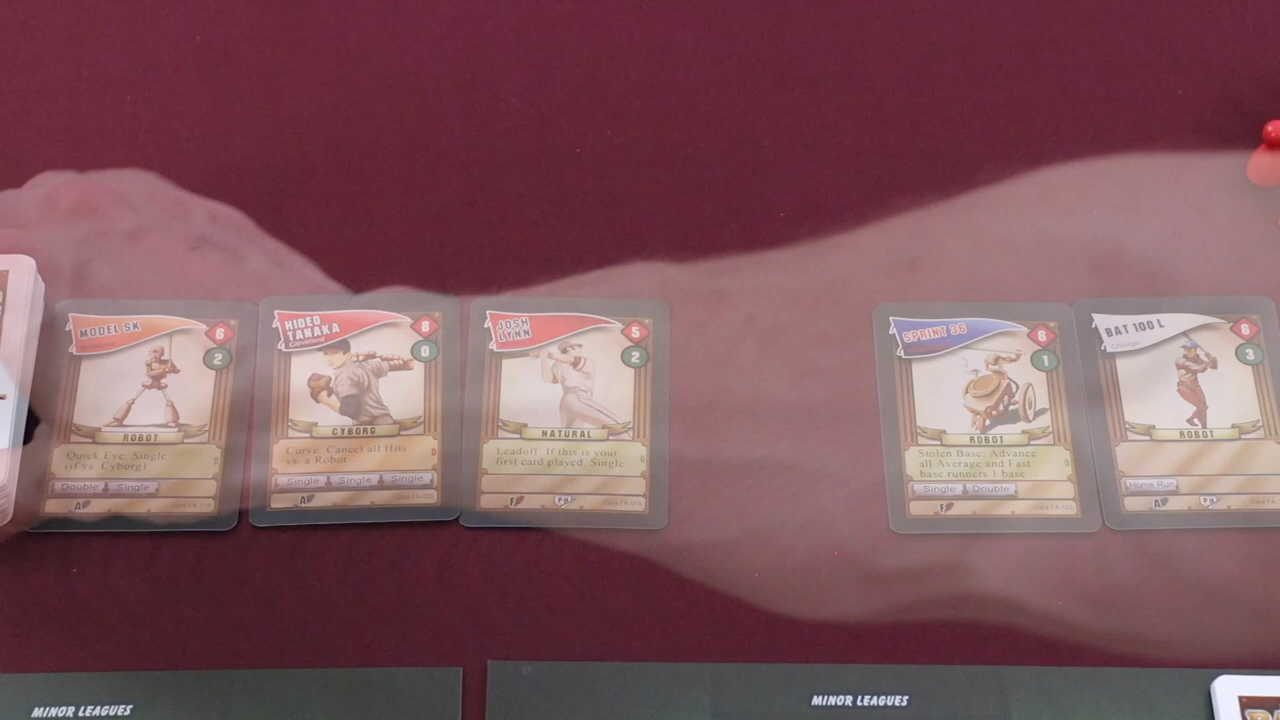 MODEL SK
6
2
ROBOT
Quick Eye: Single
(if vs. Cyborg)
Double
Single
A
HIDEO
TANAKA
Cleveland
8
0
CYBORG
Curve: Cancel all Hits
vs. a Robot
Single
Single
Single
A
JOSH
LYNN
5
2
NATURAL
Leadoff: If this is your
first card played, Single
F
PH
SPRINT 36
6
1
ROBOT
Stolen Base: Advance
all Average and Fast
base runners 1 base
Single
Double
F
BAT 100 L
Chicago
6
3
ROBOT
Home Run
A
PH
MINOR LEAGUES
MINOR LEAGUES